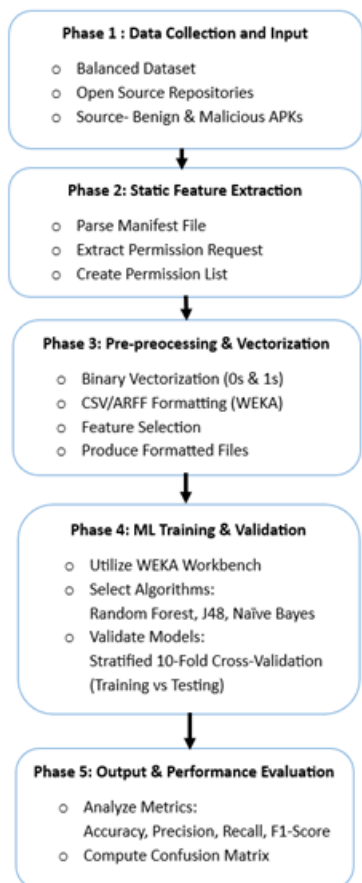 Phase 1 : Data Collection and Input
o Balanced Dataset
o Open Source Repositories
o Source- Benign & Malicious APKs
Phase 2: Static Feature Extraction
o Parse Manifest File
o Extract Permission Request
o Create Permission List
Phase 3: Pre-preocessing & Vectorization
o Binary Vectorization (0s & 1s)
o CSV/ARFF Formatting (WEKA)
o Feature Selection
o Produce Formatted Files
Phase 4: ML Training & Validation
o Utilize WEKA Workbench
o Select Algorithms:
Random Forest, J48, Naïve Bayes
o Validate Models:
Stratified 10-Fold Cross-Validation
(Training vs Testing)
Phase 5: Output & Performance Evaluation
o Analyze Metrics:
Accuracy, Precision, Recall, F1-Score
o Compute Confusion Matrix